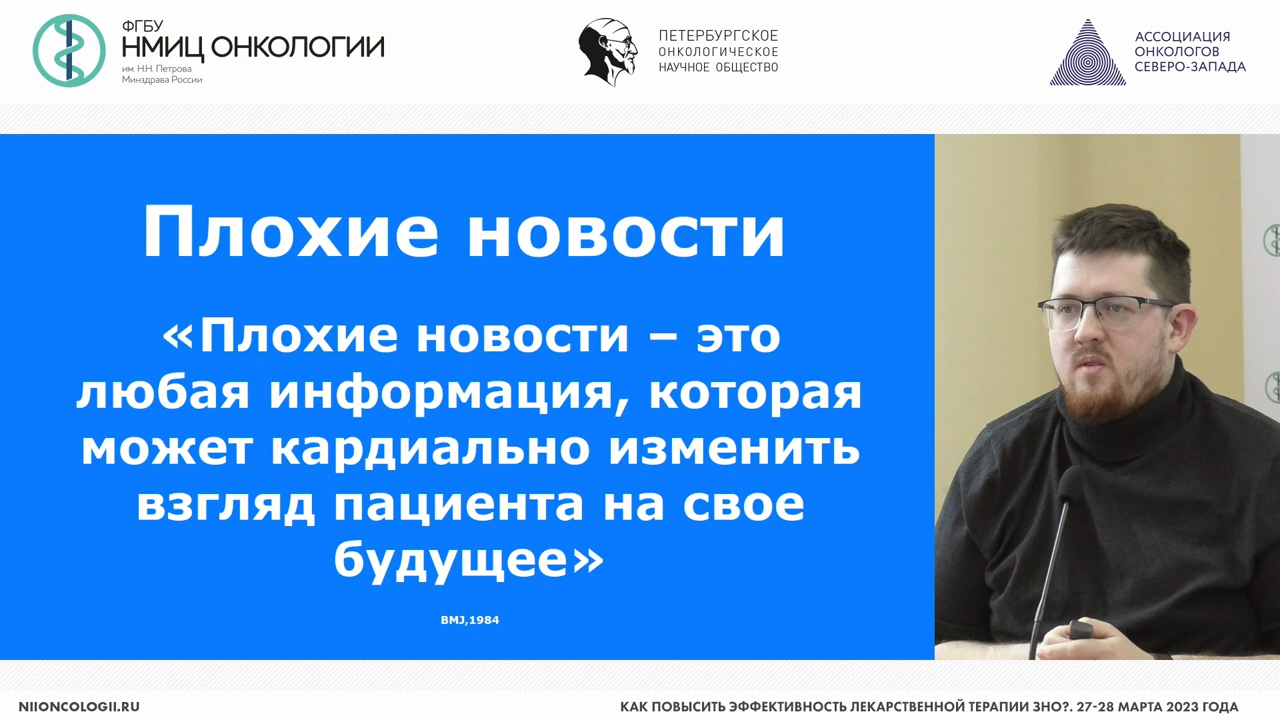 ФГБУ
НМИЦ ОНКОЛОГИИ
им. Н.Н. Петрова
Минздрава России
ПЕТЕРБУРГСКОЕ
ОНКОЛОГИЧЕСКОЕ
НАУЧНОЕ ОБЩЕСТВО
АССОЦИАЦИЯ
ОНКОЛОГОВ
СЕВЕРО-ЗАПАДА
Плохие новости
«Плохие новости – это
любая информация, которая
может кардиально изменить
взгляд пациента на свое
будущее»
BMJ,1984
NIIONCOLOGII.RU
КАК ПОВЫСИТЬ ЭФФЕКТИВНОСТЬ ЛЕКАРСТВЕННОЙ ТЕРАПИИ ЗНО?. 27-28 МАРТА 2023 ГОДА